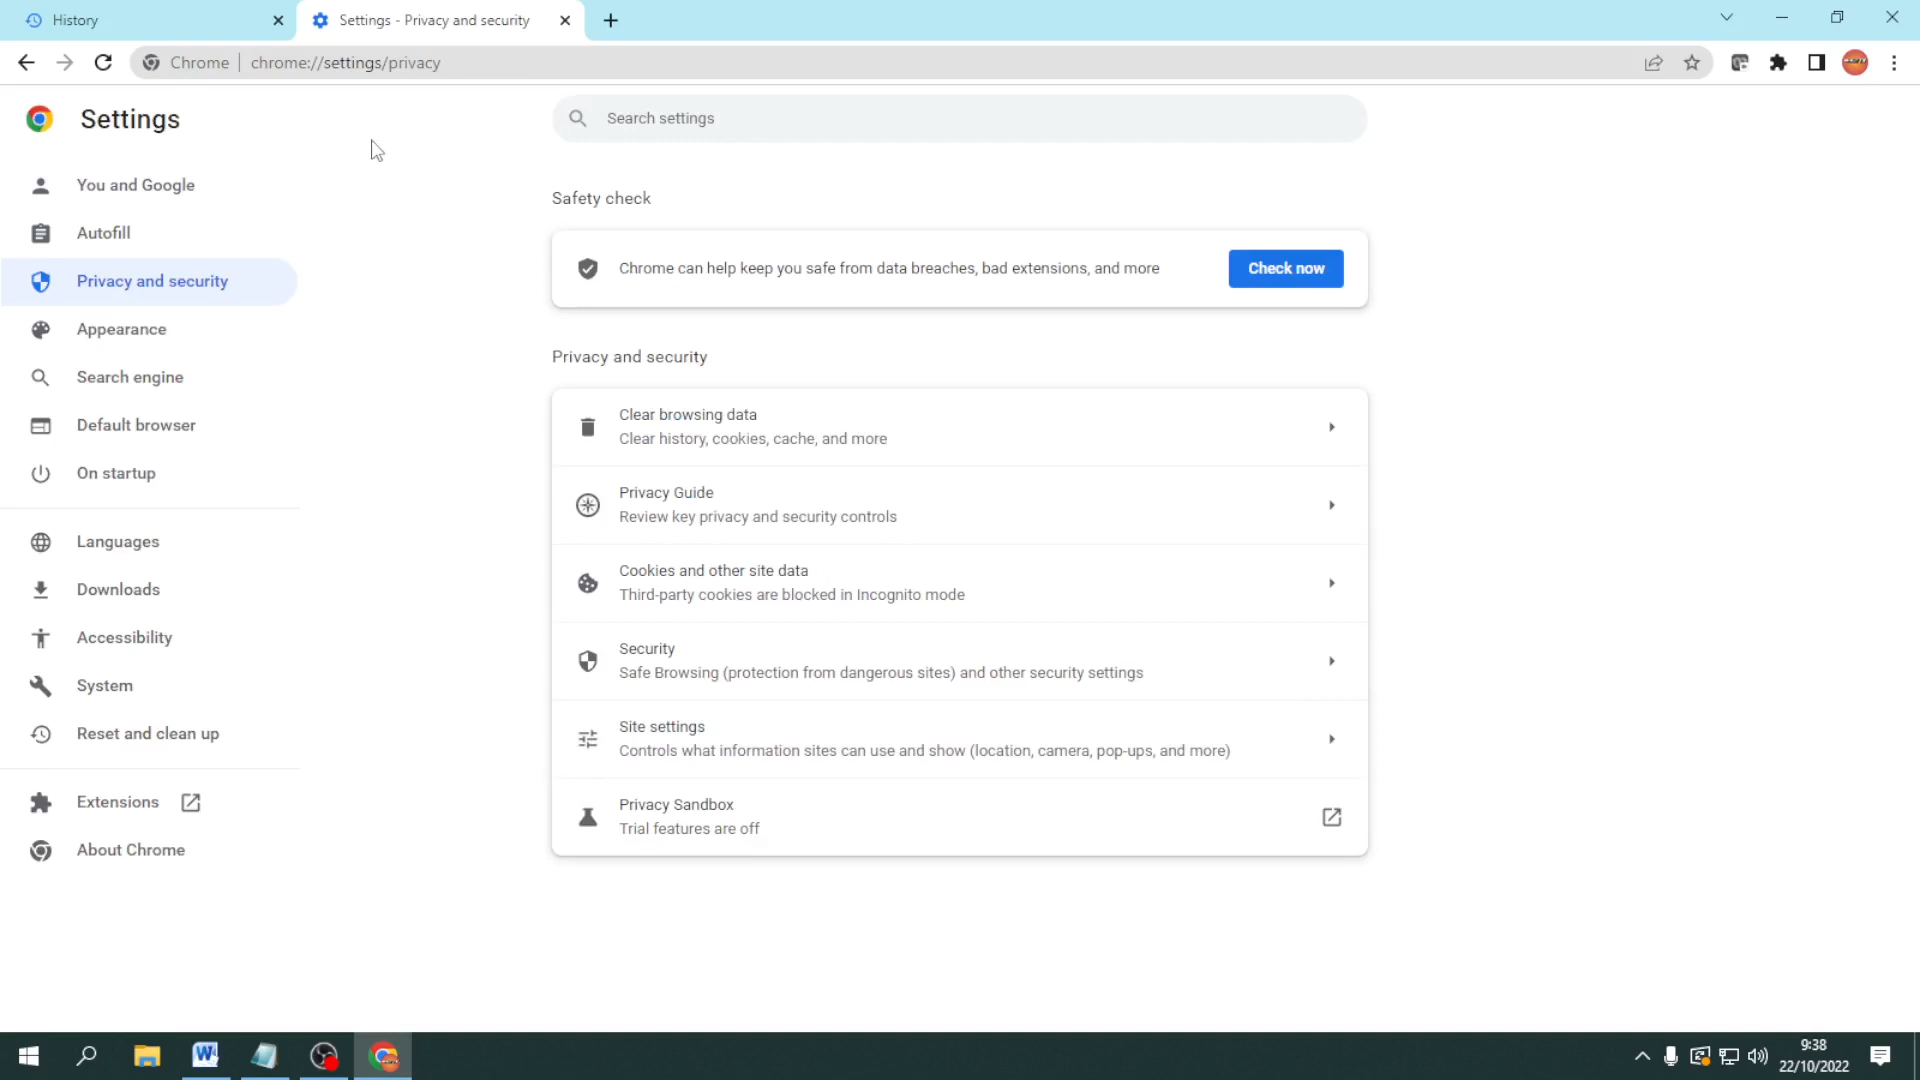 History
Settings - Privacy and security
Chrome
chrome://settings/privacy
Settings
Search settings
You and Google
Autofill
Privacy and security
Appearance
Search engine
Default browser
On startup
Languages
Downloads
Accessibility
System
Reset and clean up
Extensions
About Chrome
Safety check
Chrome can help keep you safe from data breaches, bad extensions, and more
Check now
Privacy and security
Clear browsing data
Clear history, cookies, cache, and more
Privacy Guide
Review key privacy and security controls
Cookies and other site data
Third-party cookies are blocked in Incognito mode
Security
Safe Browsing (protection from dangerous sites) and other security settings
Site settings
Controls what information sites can use and show (location, camera, pop-ups, and more)
Privacy Sandbox
Trial features are off
9:38
22/10/2022